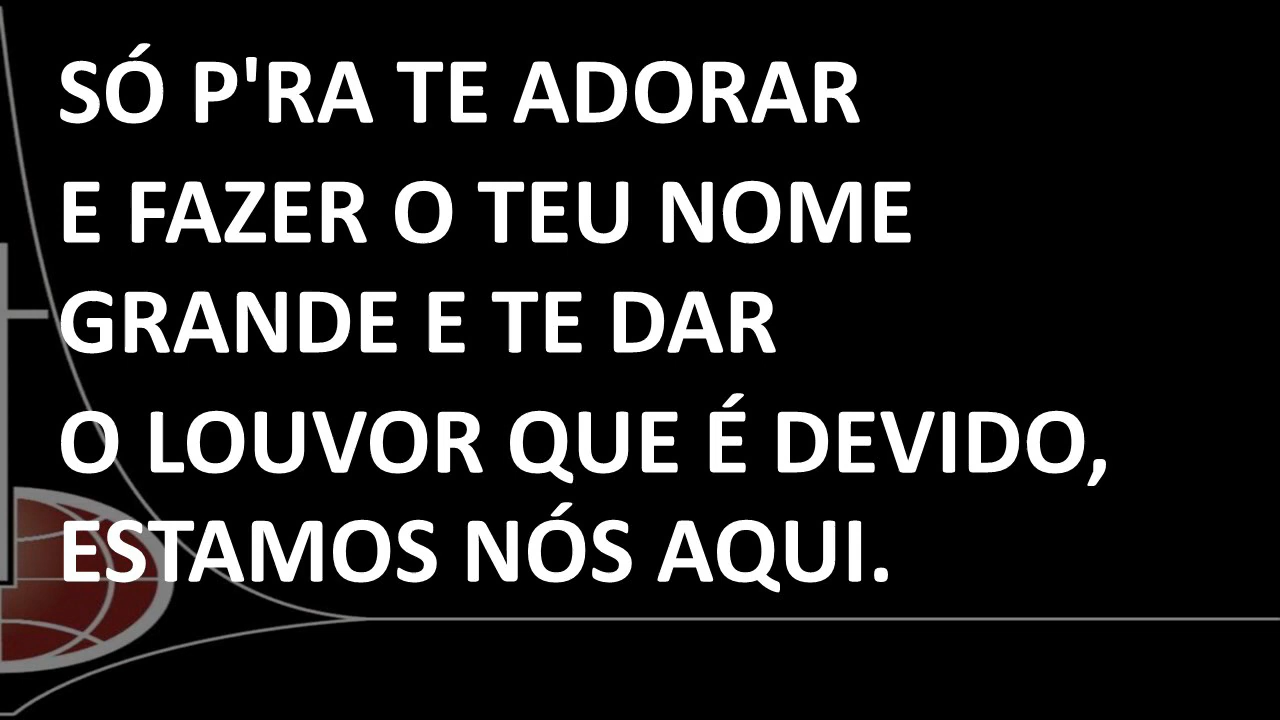 SÓ P'RA TE ADORAR
E FAZER O TEU NOME
GRANDE E TE DAR
O LOUVOR QUE É DEVIDO,
ESTAMOS NÓS AQUI.